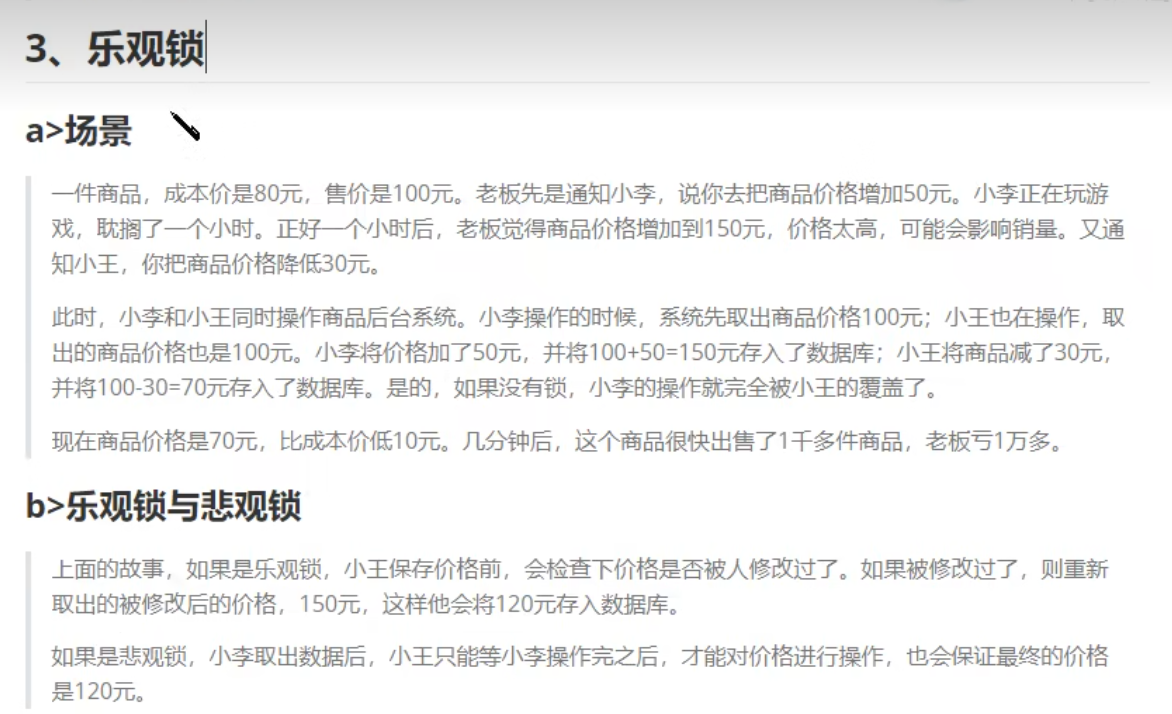 3、乐观锁
a>场景
一件商品，成本价是80元，售价是100元。老板先是通知小李，说你去把商品价格增加50元。小李正在玩游
戏，耽搁了一个小时。正好一个小时后，老板觉得商品价格增加到150元，价格太高，可能会影响销量。又通
知小王，你把商品价格降低30元。
此时，小李和小王同时操作商品后台系统。小李操作的时候，系统先取出商品价格100元；小王也在操作，取
出的商品价格也是100元。小李将价格加了50元，并将100+50=150元存入了数据库；小王将商品减了30元，
并将100-30=70元存入了数据库。是的，如果没有锁，小李的操作就完全被小王的覆盖了。
现在商品价格是70元，比成本价低10元。几分钟后，这个商品很快出售了1千多件商品，老板亏1万多。
b>乐观锁与悲观锁
上面的故事，如果是乐观锁，小王保存价格前，会检查下价格是否被人修改过了。如果被修改过了，则重新
取出的被修改后的价格，150元，这样他会将120元存入数据库。
如果是悲观锁，小李取出数据后，小王只能等小李操作完之后，才能对价格进行操作，也会保证最终的价格
是120元。